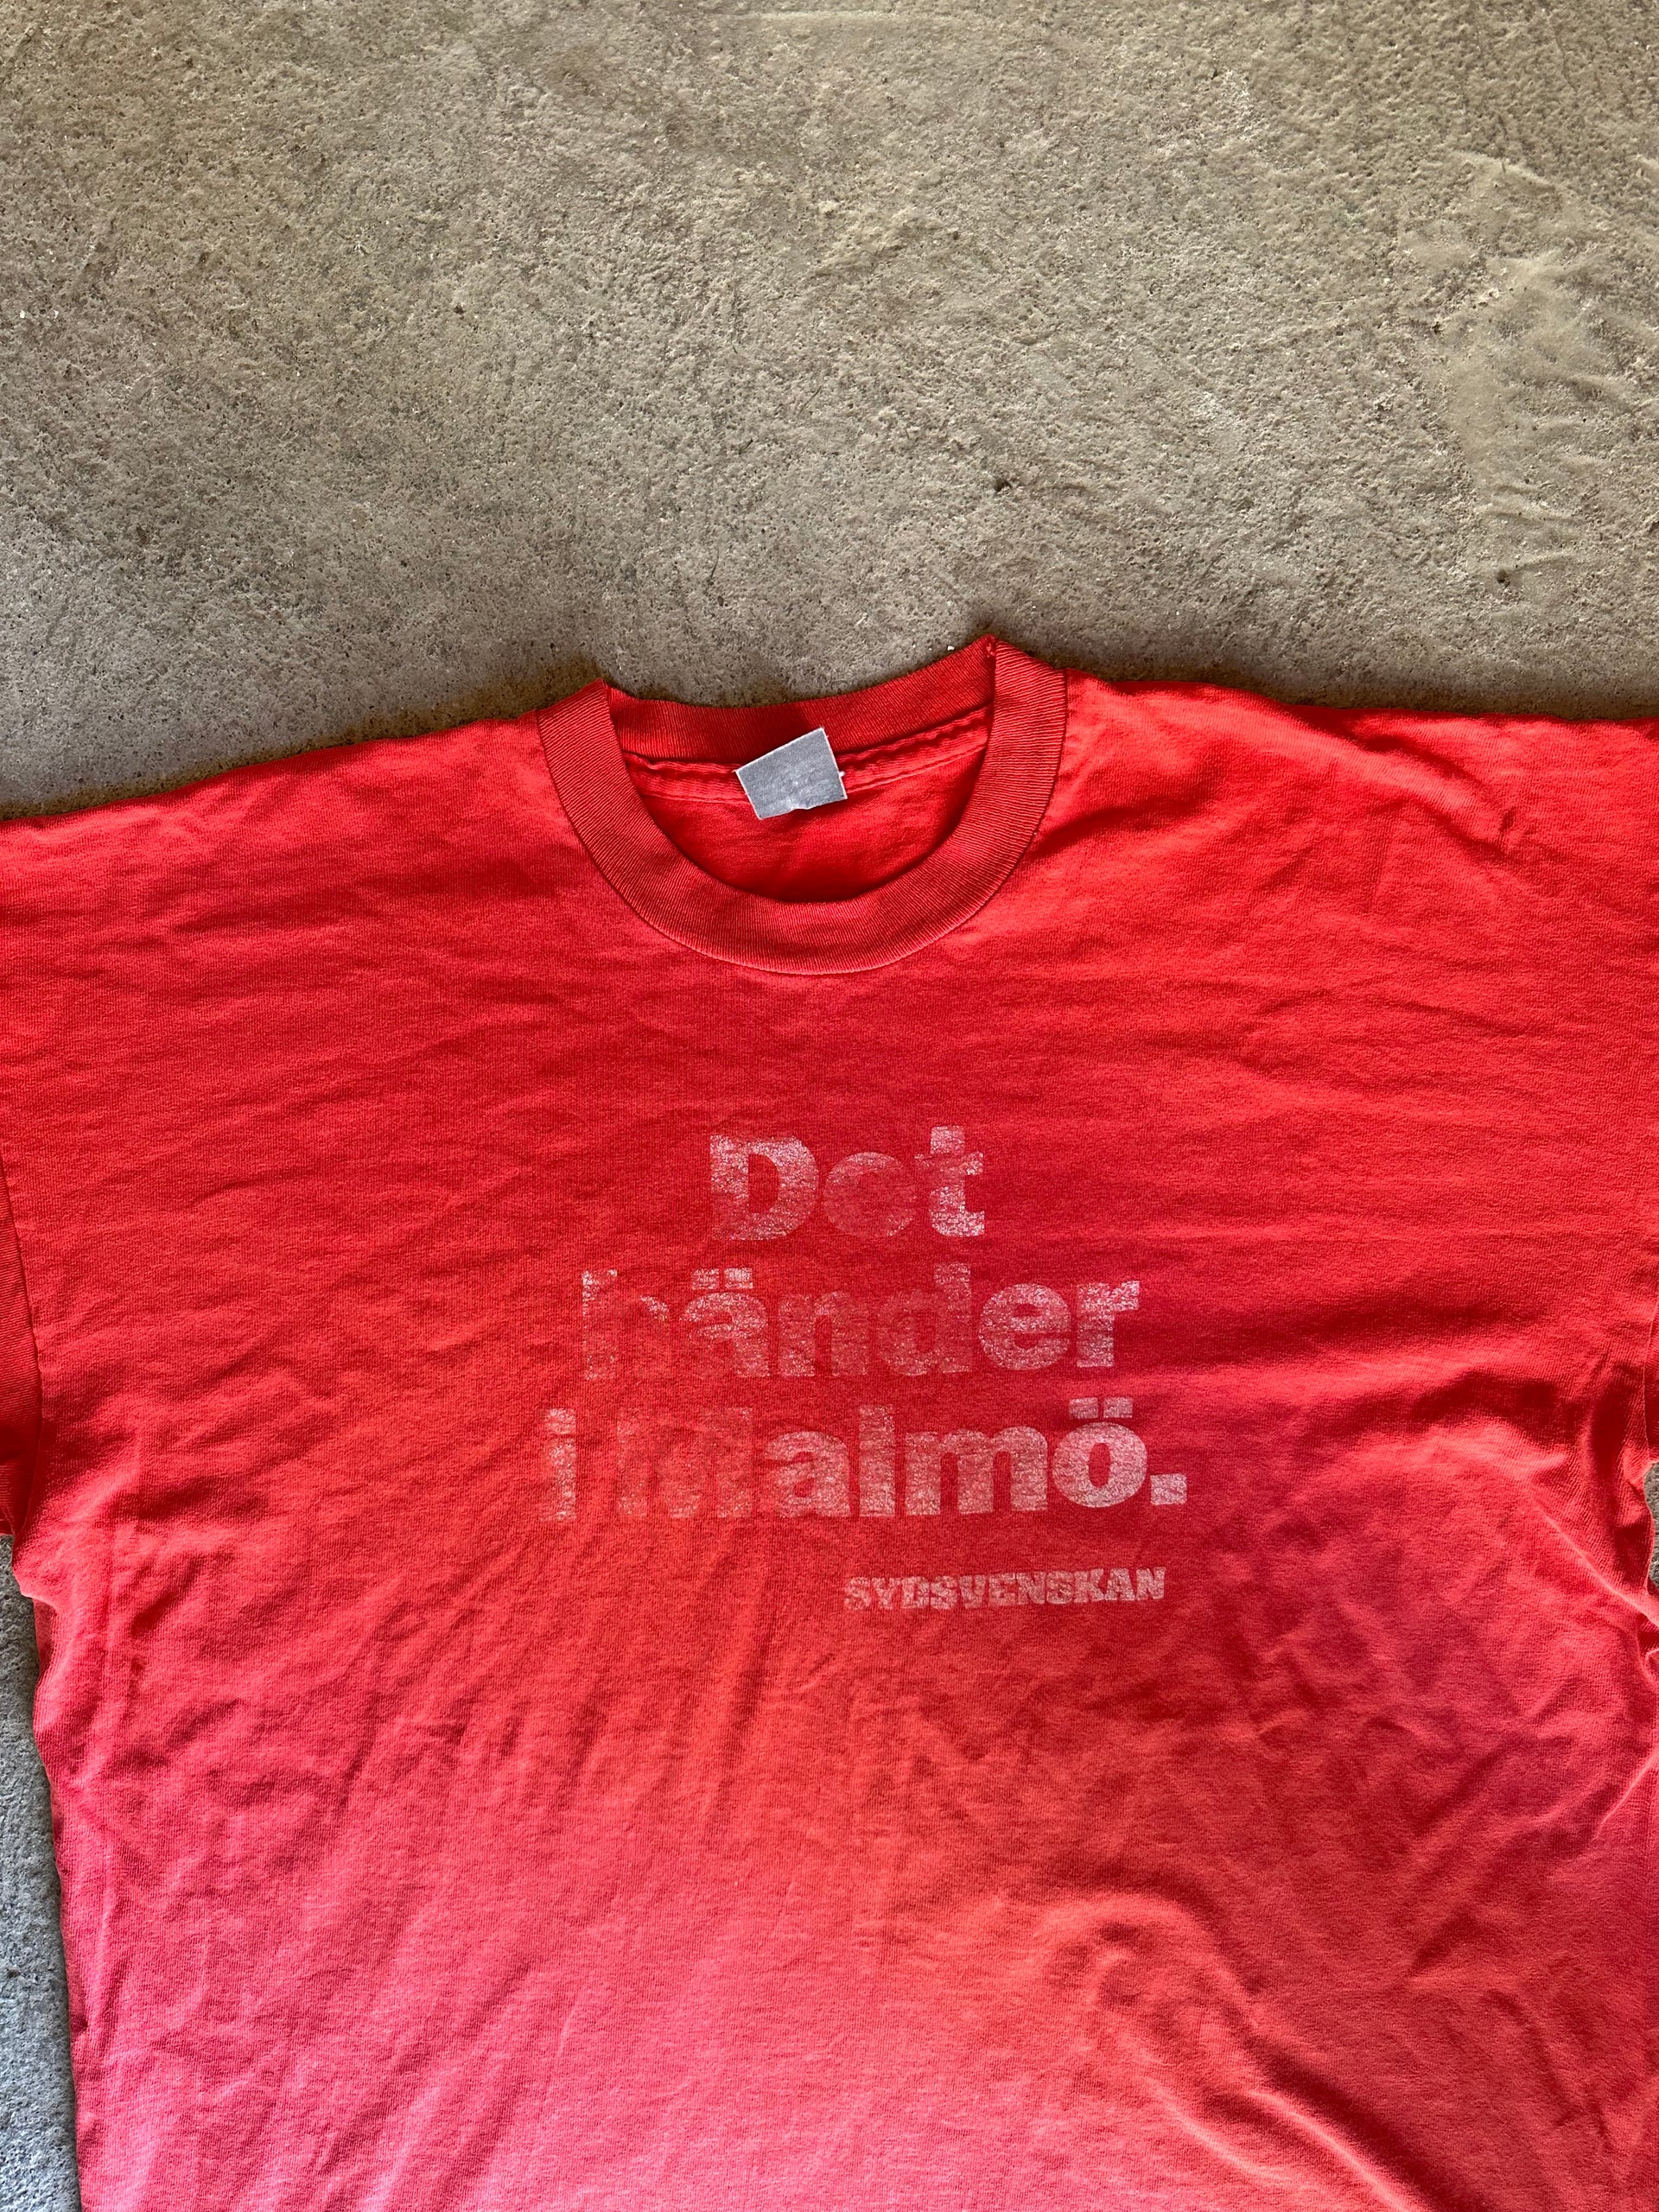 Det
händer
i Malmö.
SYDSVENSKAN